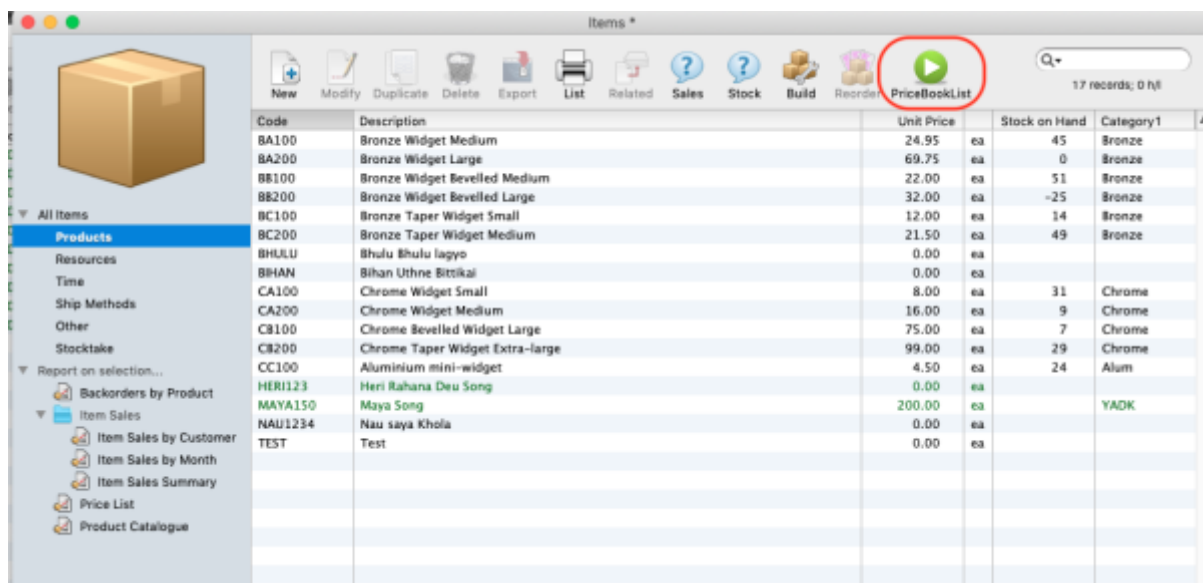 Items *
New Modify Duplicate Delete Export List Related Sales Stock Build Reorder PriceBookList
17 records; 0 h/l
Code Description Unit Price Stock on Hand Category1
BA100 Bronze Widget Medium 24.95 ea 45 Bronze
BA200 Bronze Widget Large 69.75 ea 0 Bronze
BB100 Bronze Widget Bevelled Medium 22.00 ea 51 Bronze
BB200 Bronze Widget Bevelled Large 32.00 ea -25 Bronze
BC100 Bronze Taper Widget Small 12.00 ea 14 Bronze
BC200 Bronze Taper Widget Medium 21.50 ea 49 Bronze
BHULU Bhulu Bhulu lagyo 0.00 ea
BIHAN Bihan Uthne Bittikai 0.00 ea
CA100 Chrome Widget Small 8.00 ea 31 Chrome
CA200 Chrome Widget Medium 16.00 ea 9 Chrome
CB100 Chrome Bevelled Widget Large 75.00 ea 7 Chrome
CB200 Chrome Taper Widget Extra-large 99.00 ea 29 Chrome
CC100 Aluminium mini-widget 4.50 ea 24 Alum
HERI123 Heri Rahana Deu Song 0.00 ea
MAYA150 Maya Song 200.00 ea YADK
NAU1234 Nau saya Khola 0.00 ea
TEST Test 0.00 ea
All Items
Products
Resources
Time
Ship Methods
Other
Stocktake
Report on selection...
Backorders by Product
Item Sales
Item Sales by Customer
Item Sales by Month
Item Sales Summary
Price List
Product Catalogue